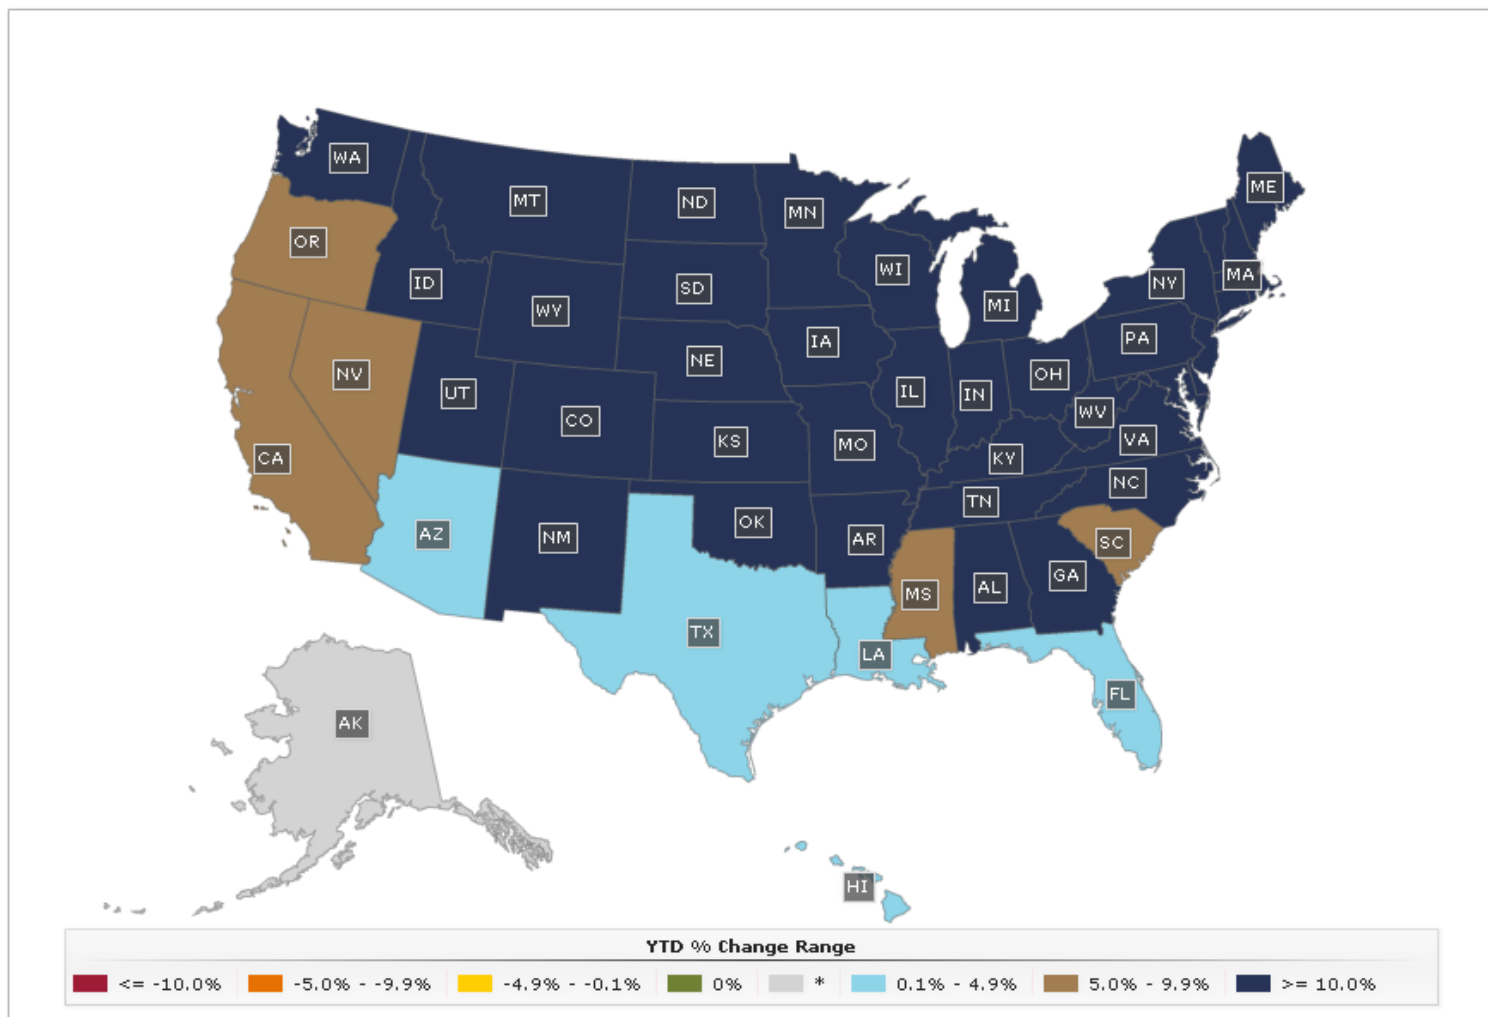 WA
MT
ND
MN
ME
OR
ID
WY
SD
WI
MI
NY
MA
NV
UT
CO
NE
IA
IL
IN
OH
PA
CA
KS
MO
KY
WV
VA
AZ
NM
OK
AR
TN
NC
SC
MS
AL
GA
TX
LA
FL
AK
HI
YTD % Change Range
<= -10.0% -5.0% - -9.9% -4.9% - -0.1% 0% * 0.1% - 4.9% 5.0% - 9.9% >= 10.0%